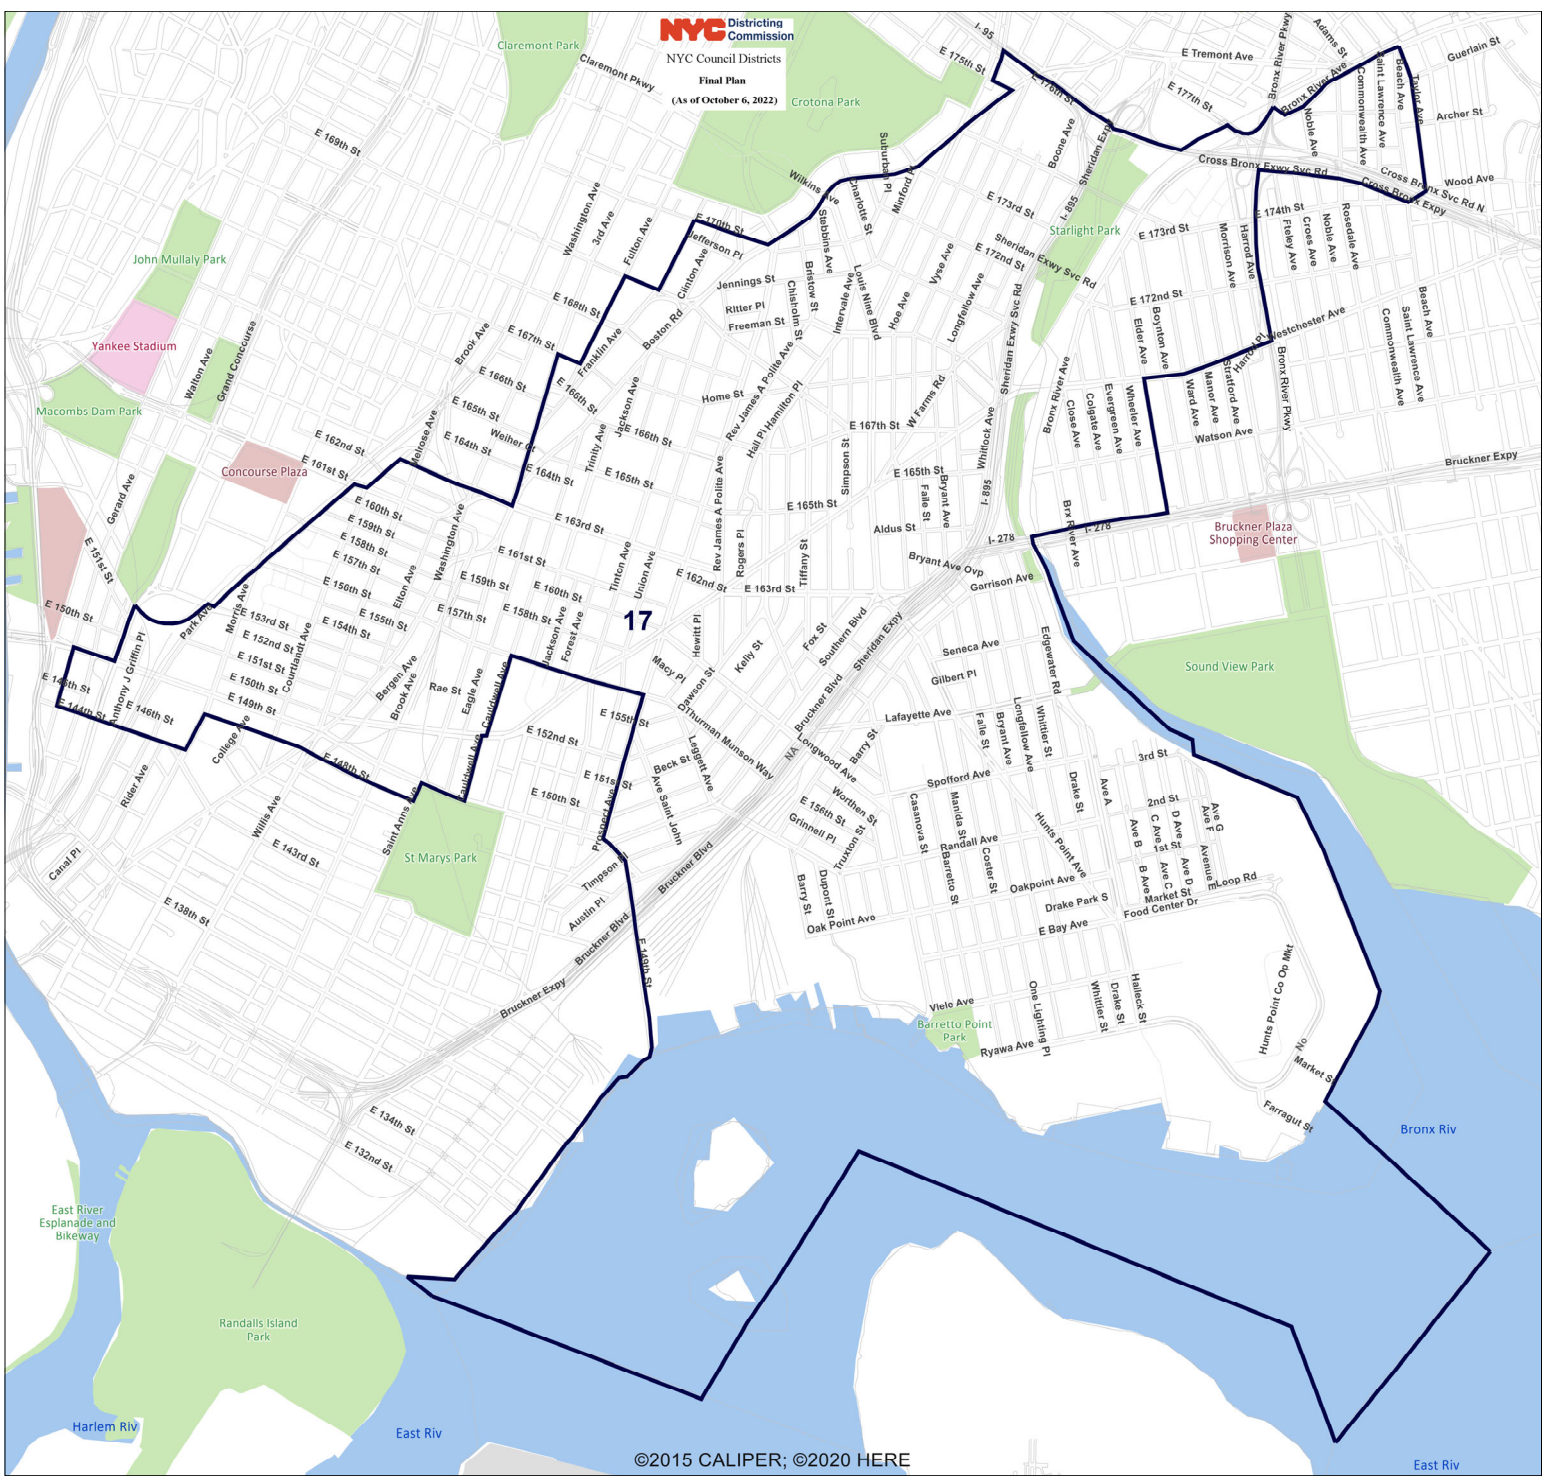 NYC Districting
Commission
NYC Council Districts
Final Plan
(As of October 6, 2022)
Claremont Park
Claremont Pkwy
Crotona Park
I- 95
E 175th St
E 176th St
E Tremont Ave
E 177th St
Bronx River Pkwy
Bronx River Ave
Adams St
Guerlain St
Saint Lawrence Ave
Beach Ave
Taylor Ave
Commonwealth Ave
Noble Ave
Archer St
Cross Bronx Exwy Svc Rd
Cross Bronx Svc Rd N
Cross Bronx Expy
Wood Ave
E 169th St
Suburban Pl
Wilkins Ave
Charlotte St
Minford Pl
Boone Ave
Sheridan Expy
I- 895
E 173rd St
Starlight Park
E 173rd St
E 174th St
Rosedale Ave
Noble Ave
Croes Ave
Fteley Ave
Harrod Ave
Morrison Ave
Washington Ave
3rd Ave
Fulton Ave
E 170th St
Jefferson Pl
Clinton Ave
Stebbins Ave
Bristow St
Jennings St
Ritter Pl
Freeman St
Chisholm St
Intervale Ave
Louis Nine Blvd
Hoe Ave
Vyse Ave
Longfellow Ave
E 172nd St
Sheridan Exwy Svc Rd
Sheridan Exwy Svc Rd
E 172nd St
Elder Ave
Boynton Ave
Westchester Ave
Harrod Pl
Beach Ave
Saint Lawrence Ave
Commonwealth Ave
Bronx River Pkwy
John Mullaly Park
Yankee Stadium
Walton Ave
Grand Concourse
Macombs Dam Park
Concourse Plaza
Gerard Ave
E 151st St
E 150th St
E 168th St
E 167th St
Brook Ave
E 166th St
E 165th St
E 164th St
Weiher Ct
Melrose Ave
E 162nd St
E 161st St
Franklin Ave
Boston Rd
E 166th St
Jackson Ave
Trinity Ave
E 166th St
E 165th St
E 164th St
E 163rd St
Home St
Rev James A Polite Ave
Hall Pl
Hamilton Pl
E 167th St
W Farms Rd
Simpson St
E 165th St
E 165th St
Faile St
Bryant Ave
Aldus St
Whitlock Ave
I- 895
I- 278
I- 278
Bronx River Ave
Close Ave
Colgate Ave
Evergreen Ave
Wheeler Ave
Ward Ave
Manor Ave
Stratford Ave
Watson Ave
Bruckner Expy
Bruckner Plaza
Shopping Center
Brx River Ave
Bryant Ave Ovp
Garrison Ave
E 160th St
E 159th St
E 158th St
E 157th St
E 156th St
E 155th St
E 154th St
Washington Ave
Elton Ave
E 161st St
E 159th St
E 160th St
E 157th St
E 158th St
Tinton Ave
Union Ave
Rev James A Polite Ave
Rogers Pl
Tiffany St
E 162nd St
E 163rd St
17
Park Ave
Morris Ave
E 153rd St
E 152nd St
E 151st St
E 150th St
E 149th St
Courtlandt Ave
Anthony J Griffin Pl
E 144th St
E 146th St
Bergen Ave
Brook Ave
Rae St
Eagle Ave
Cauldwell Ave
Cauldwell Ave
Jackson Ave
Forest Ave
Hewitt Pl
Macy Pl
Dawson St
Kelly St
Fox St
Southern Blvd
Sheridan Expy
Bruckner Blvd
Seneca Ave
Gilbert Pl
Edgewater Rd
Lafayette Ave
Sound View Park
College Ave
E 148th St
Rider Ave
Willis Ave
Saint Anns Ave
St Marys Park
E 143rd St
Canal Pl
E 138th St
E 155th St
E 152nd St
E 151st St
E 150th St
Prospect Ave
Beck St
Leggett Ave
Ave Saint John
Thurman Munson Way
NA
Longwood Ave
Barry St
Worthen St
E 156th St
Grinnell Pl
Truxton St
Timpson Pl
Austin Pl
Bruckner Blvd
Bruckner Blvd
Bruckner Expy
E 149th St
Barry St
Dupont St
Oak Point Ave
Faile St
Bryant Ave
Longfellow Ave
Whittier St
Spofford Ave
Drake St
Casanova St
Manida St
Randall Ave
Barretto St
Coster St
Hunts Point Ave
Oakpoint Ave
Drake Park S
E Bay Ave
Ave A
3rd St
2nd St
1st St
Ave B
C Ave
D Ave
Ave G
Ave F
B Ave
Ave C
Ave D
Avenue E
Loop Rd
Market St
Food Center Dr
Viele Ave
Barretto Point
Park
Ryawa Ave
One Lighting Pl
Whittier St
Drake St
Halleck St
Hunts Point Co Op Mkt
No
Market St
Farragut St
E 134th St
E 132nd St
East River
Esplanade and
Bikeway
Randalls Island
Park
Harlem Riv
East Riv
Bronx Riv
East Riv
©2015 CALIPER; ©2020 HERE